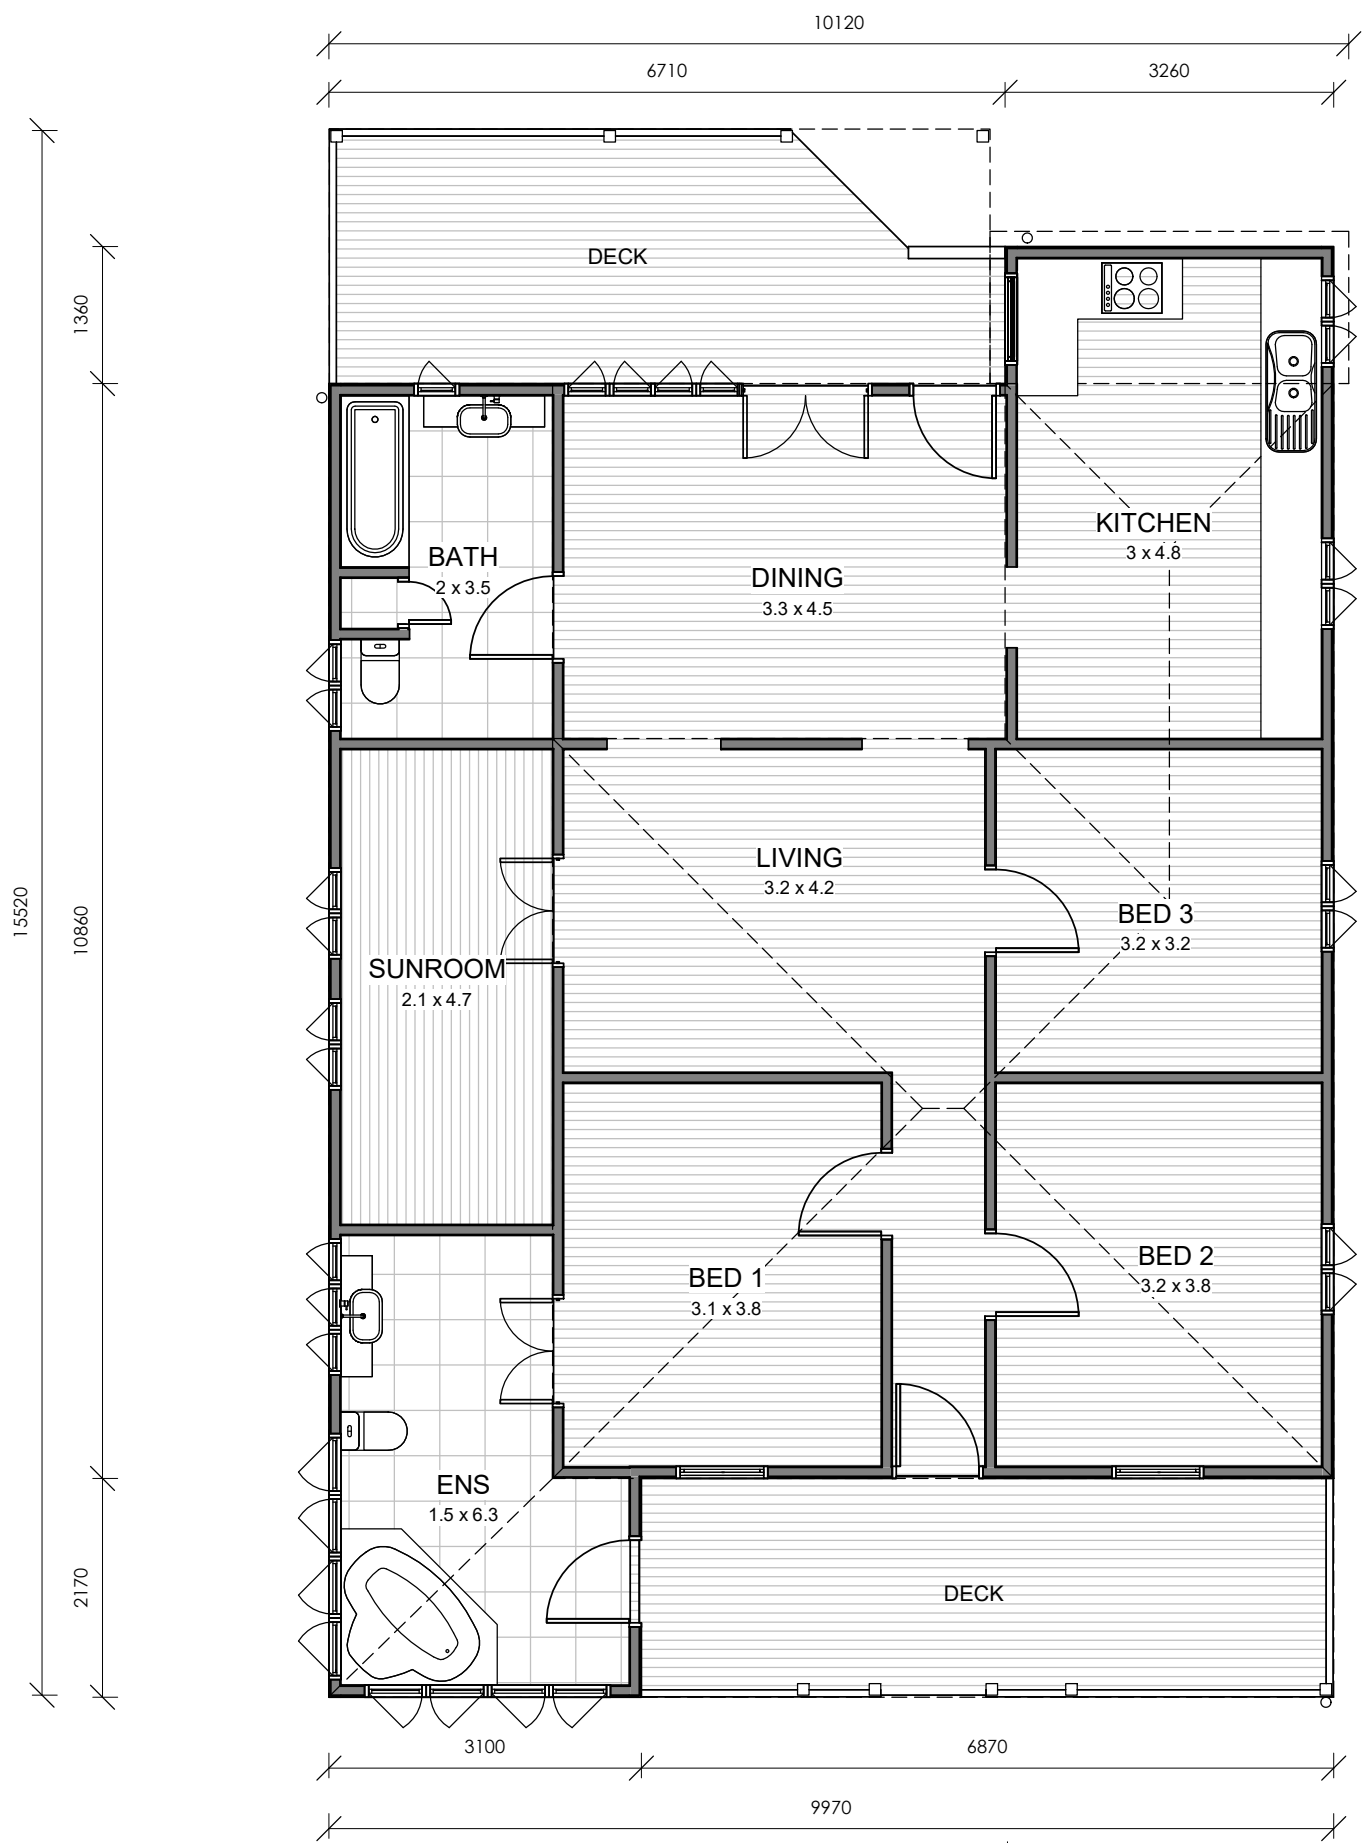 10120
6710
3260
DECK
1360
KITCHEN
3 x 4.8
BATH
2 x 3.5
DINING
3.3 x 4.5
LIVING
3.2 x 4.2
15520
10860
BED 3
3.2 x 3.2
SUNROOM
2.1 x 4.7
BED 2
3.2 x 3.8
BED 1
3.1 x 3.8
ENS
1.5 x 6.3
2170
DECK
3100
6870
9970